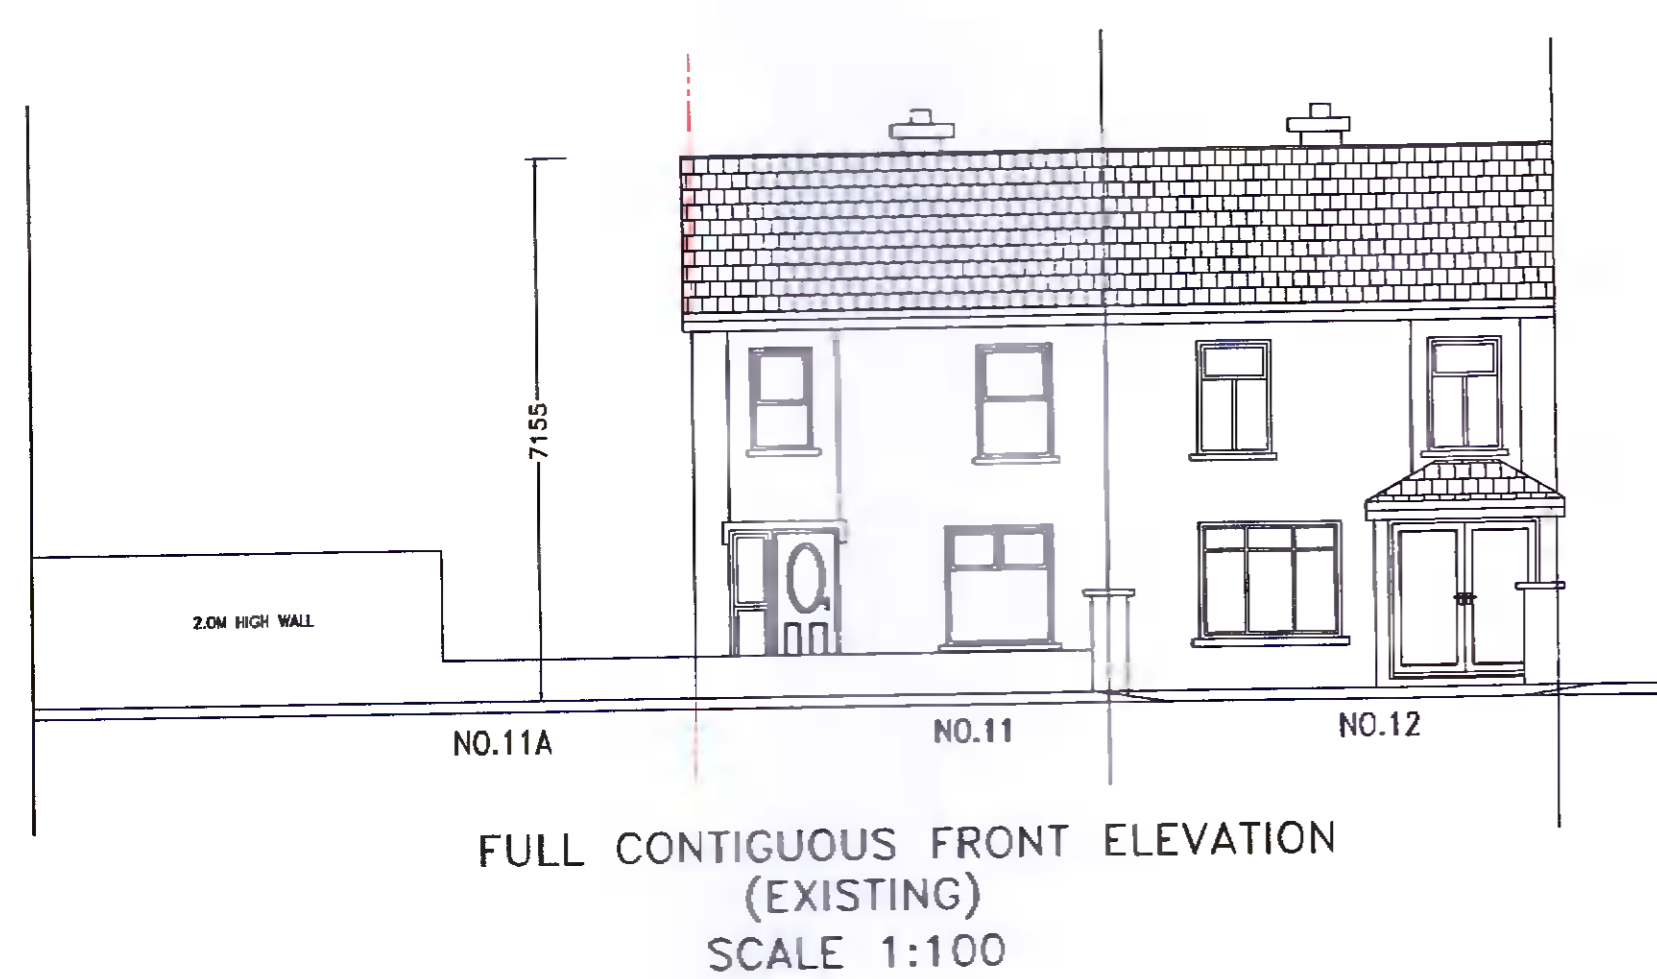 7155
2.0M HIGH WALL
NO.11A
NO.11
NO.12
FULL CONTIGUOUS FRONT ELEVATION
(EXISTING)
SCALE 1:100